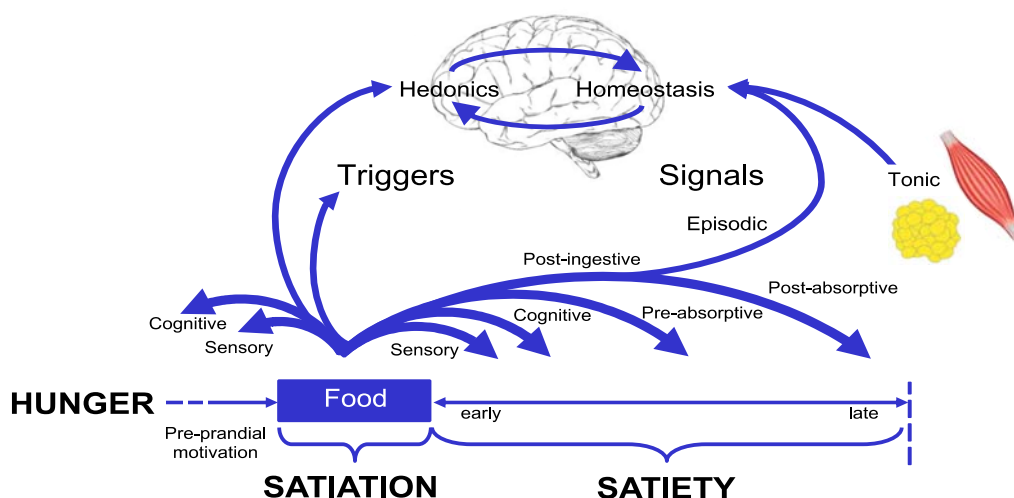 Hedonics
Homeostasis
Triggers
Signals
Tonic
Episodic
Post-ingestive
Post-absorptive
Cognitive
Sensory
Sensory
Cognitive
Pre-absorptive
HUNGER
Food
early
late
Pre-prandial
motivation
SATIATION
SATIETY